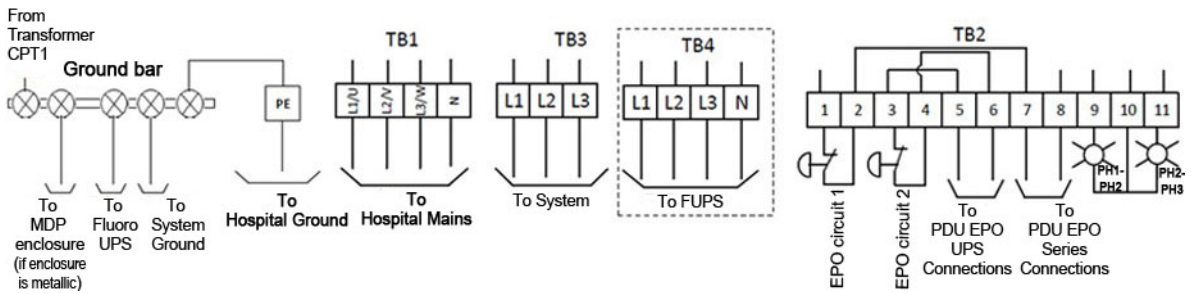 From
Transformer
CPT1
Ground bar
To
MDP
enclosure
(if enclosure
is metallic)
To
Fluoro
UPS
To
System
Ground
PE
To
Hospital Ground
TB1
L1/U L2/V L3/W N
To
Hospital Mains
TB3
L1 L2 L3
To System
TB4
L1 L2 L3 N
To FUPS
TB2
1 2 3 4 5 6 7 8 9 10 11
EPO circuit 1
EPO circuit 2
To
PDU EPO
UPS
Connections
To
PDU EPO
Series
Connections
PH1-
PH2
PH2-
PH3